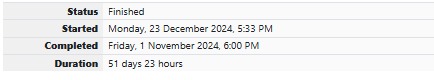 Status Finished
Started Monday, 23 December 2024, 5:33 PM
Completed Friday, 1 November 2024, 6:00 PM
Duration 51 days 23 hours